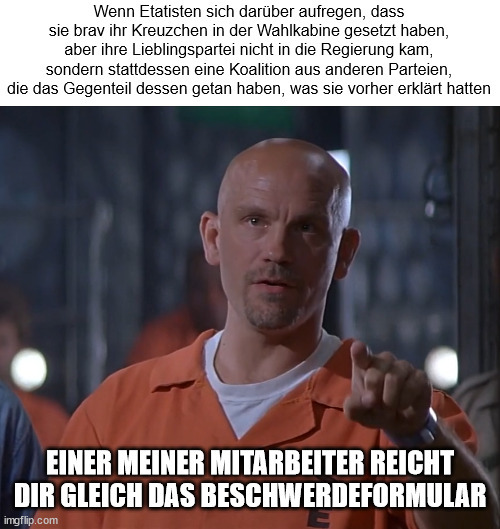 Wenn Etatisten sich darüber aufregen, dass
sie brav ihr Kreuzchen in der Wahlkabine gesetzt haben,
aber ihre Lieblingspartei nicht in die Regierung kam,
sondern stattdessen eine Koalition aus anderen Parteien,
die das Gegenteil dessen getan haben, was sie vorher erklärt hatten
EINER MEINER MITARBEITER REICHT
DIR GLEICH DAS BESCHWERDEFORMULAR
imgflip.com